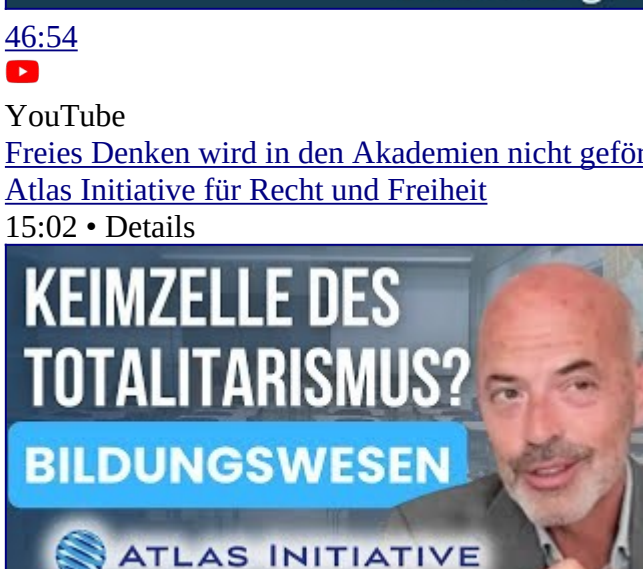 46:54
YouTube
Freies Denken wird in den Akademien nicht geför
Atlas Initiative für Recht und Freiheit
15:02 • Details
KEIMZELLE DES
TOTALITARISMUS?
BILDUNGSWESEN
ATLAS INITIATIVE